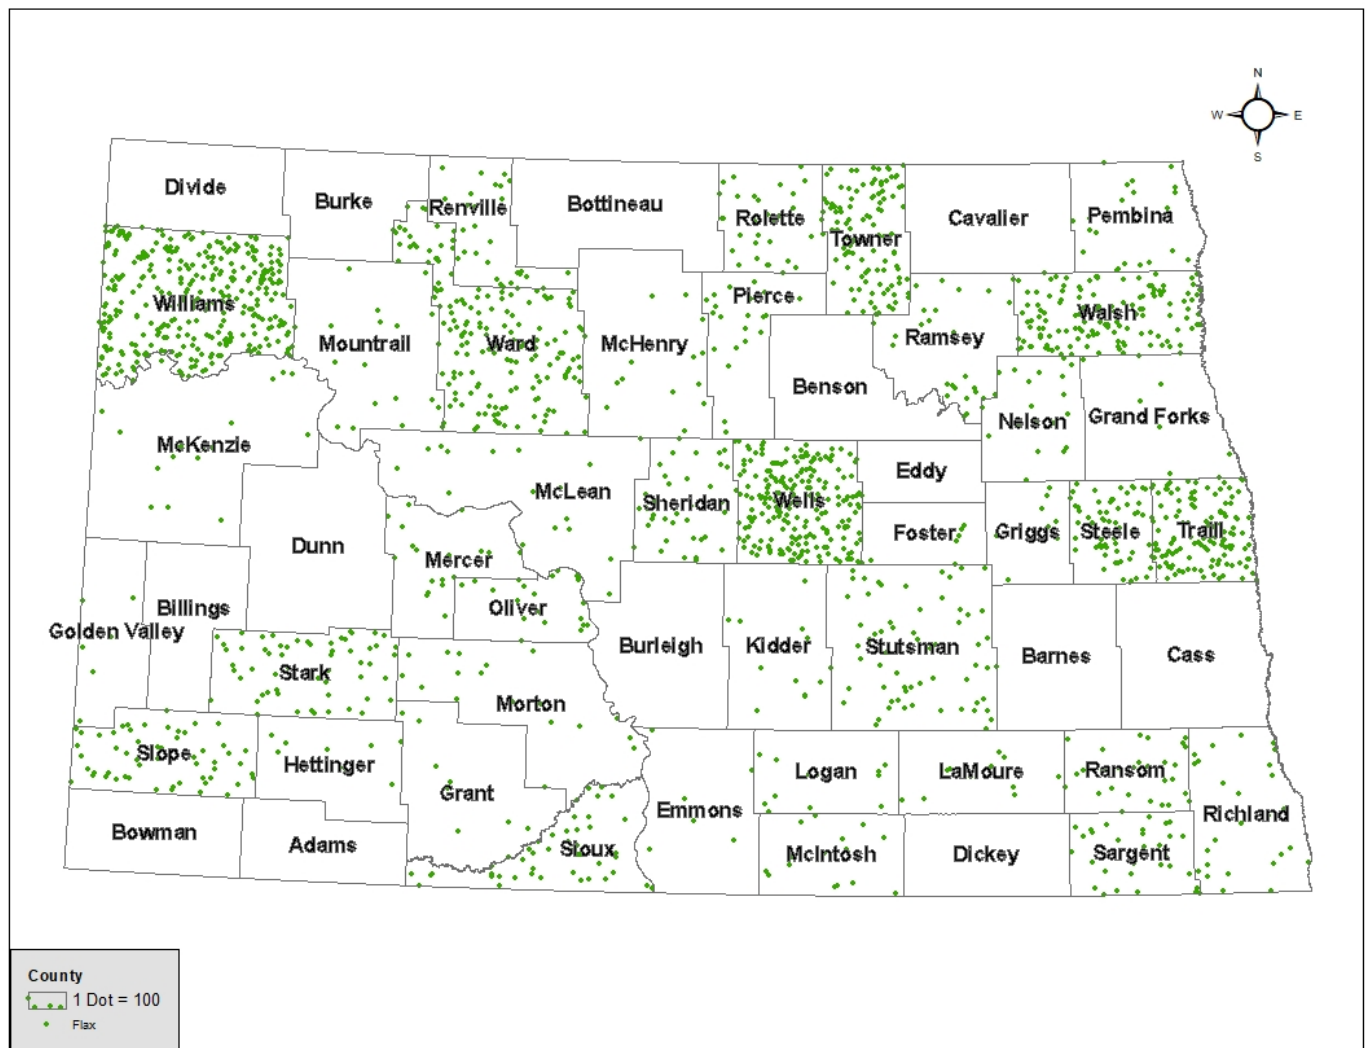 N
W E
S
Divide
Burke
Renville
Bottineau
Rolette
Towner
Cavalier
Pembina
Williams
Mountrail
Ward
McHenry
Pierce
Benson
Ramsey
Walsh
Nelson
Grand Forks
McKenzie
Dunn
McLean
Sheridan
Wells
Eddy
Foster
Griggs
Steele
Traill
Mercer
Oliver
Billings
Golden Valley
Stark
Morton
Burleigh
Kidder
Stutsman
Barnes
Cass
Slope
Hettinger
Grant
Emmons
Logan
LaMoure
Ransom
Richland
Bowman
Adams
Sioux
McIntosh
Dickey
Sargent
County
1 Dot = 100
Flax